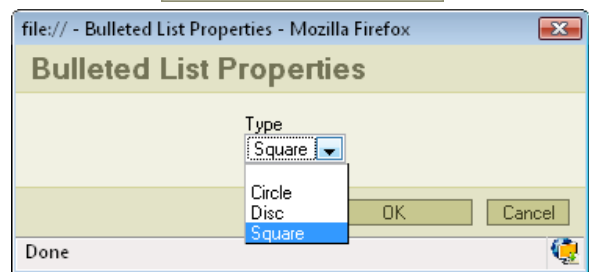 file:// - Bulleted List Properties - Mozilla Firefox
Bulleted List Properties
Type
Square
Circle
Disc
Square
OK
Cancel
Done